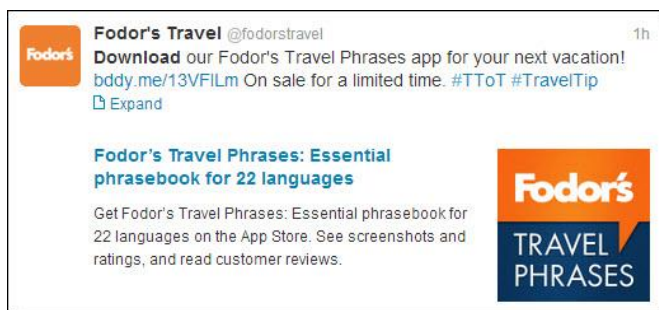 Fodor's
Fodor's Travel @fodorstravel 1h
Download our Fodor's Travel Phrases app for your next vacation!
bddy.me/13VFlLm On sale for a limited time. #TToT #TravelTip
Expand
Fodor's Travel Phrases: Essential
phrasebook for 22 languages
Get Fodor's Travel Phrases: Essential phrasebook for
22 languages on the App Store. See screenshots and
ratings, and read customer reviews.
Fodor's
TRAVEL
PHRASES